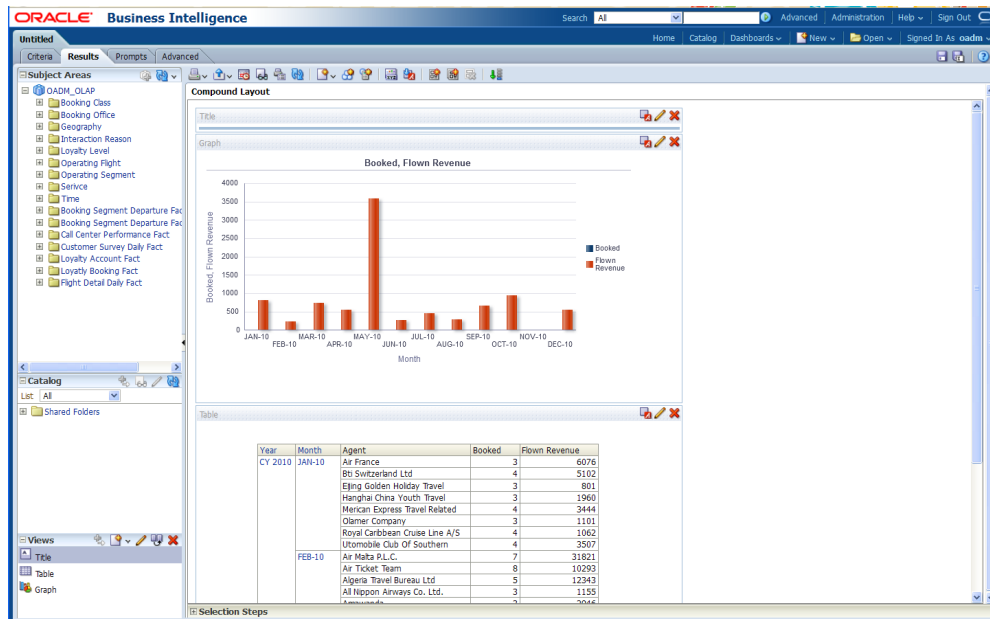 ORACLE Business Intelligence
Search All Advanced Administration Help Sign Out
Untitled
Home Catalog Dashboards New Open Signed In As oadm
Criteria Results Prompts Advanced
Subject Areas
OADM_OLAP
Booking Class
Booking Office
Geography
Interaction Reason
Loyalty Level
Operating Flight
Operating Segment
Serivce
Time
Booking Segment Departure Fac
Booking Segment Departure Fac
Call Center Performance Fact
Customer Survey Daily Fact
Loyalty Account Fact
Loyatly Booking Fact
Flight Detail Daily Fact
Catalog
List All
Shared Folders
Views
Title
Table
Graph
Compound Layout
Title
Graph
Booked, Flown Revenue
Booked, Flown Revenue
4000
3500
3000
2500
2000
1500
1000
500
0
JAN-10 FEB-10 MAR-10 APR-10 MAY-10 JUN-10 JUL-10 AUG-10 SEP-10 OCT-10 NOV-10 DEC-10
Month
Booked
Flown
Revenue
Table
Year Month Agent Booked Flown Revenue
CY 2010 JAN-10 Air France 3 6076
Bti Switzerland Ltd 4 5102
Eijing Golden Holiday Travel 3 801
Hanghai China Youth Travel 3 1960
Merican Express Travel Related 4 3444
Olamer Company 3 1101
Royal Caribbean Cruise Line A/S 4 1062
Utomobile Club Of Southern 4 3507
FEB-10 Air Malta P.L.C. 7 31821
Air Ticket Team 8 10293
Algeria Travel Bureau Ltd 5 12343
All Nippon Airways Co. Ltd. 3 1155
Selection Steps